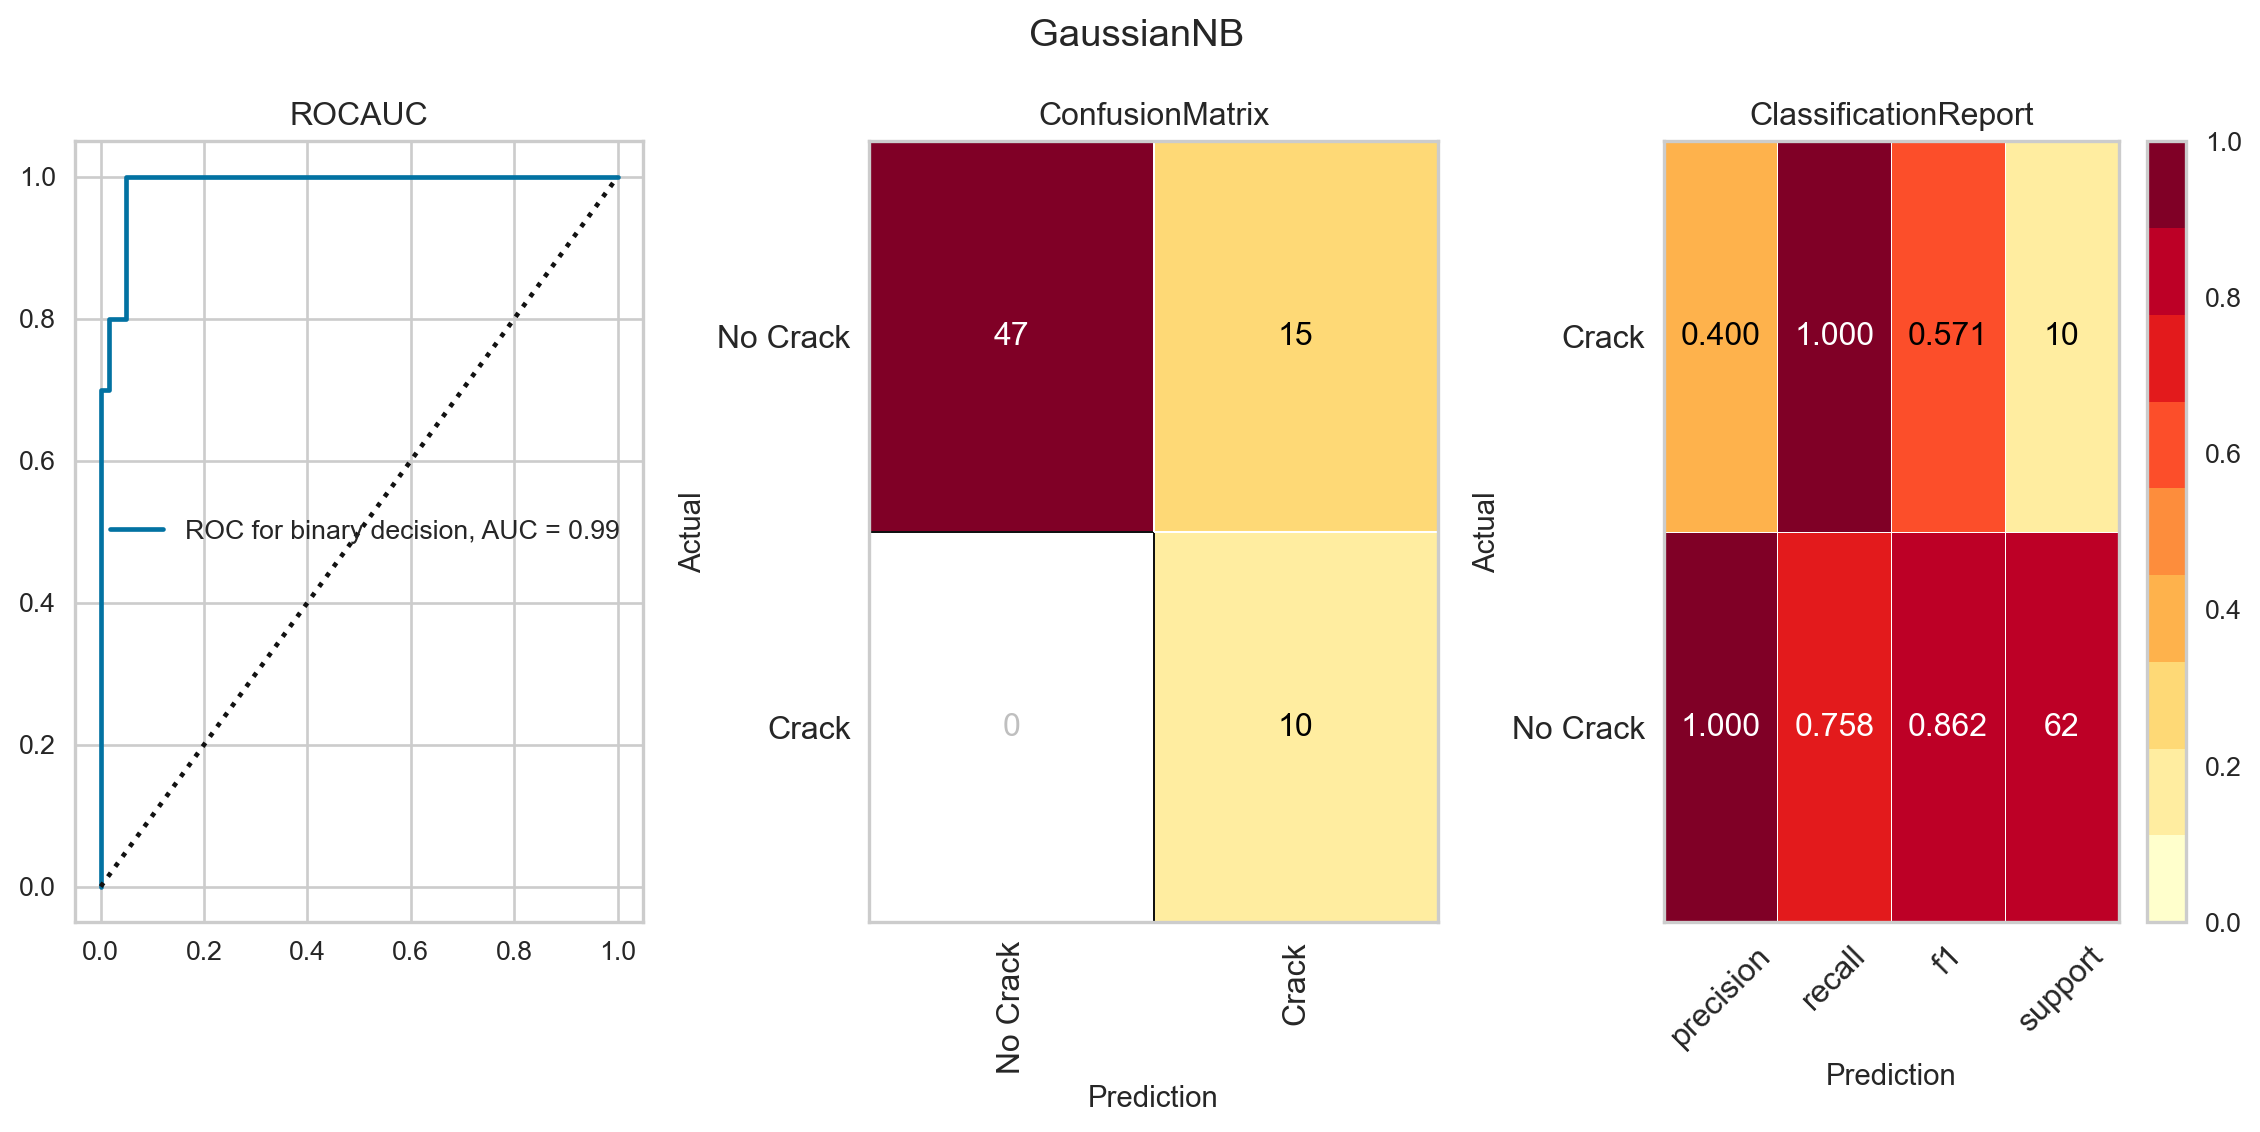 GaussianNB
ROCAUC
1.0
0.8
0.6
0.4
0.2
0.0
ROC for binary decision, AUC = 0.99
0.0 0.2 0.4 0.6 0.8 1.0
ConfusionMatrix
Actual
No Crack 47 15
Crack 0 10
No Crack Crack
Prediction
ClassificationReport
Actual
Crack 0.400 1.000 0.571 10
No Crack 1.000 0.758 0.862 62
precision recall f1 support
Prediction
1.0
0.8
0.6
0.4
0.2
0.0